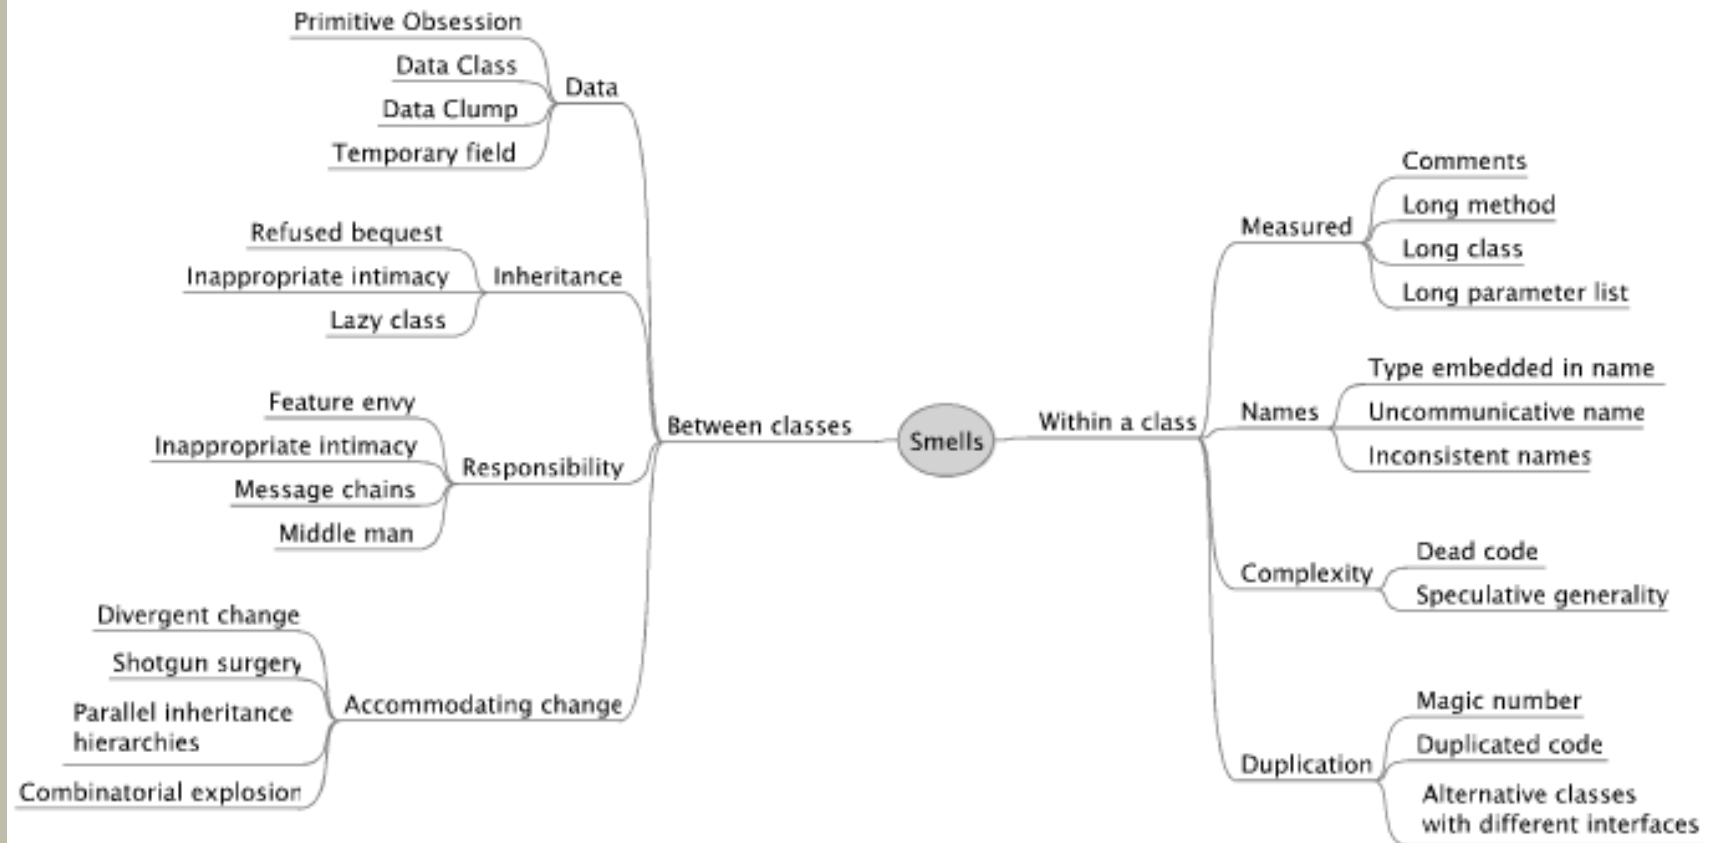 Primitive Obsession
Data Class
Data Clump
Temporary field
Data
Refused bequest
Inappropriate intimacy
Lazy class
Inheritance
Feature envy
Inappropriate intimacy
Message chains
Middle man
Responsibility
Divergent change
Shotgun surgery
Parallel inheritance
hierarchies
Combinatorial explosion
Accommodating change
Between classes
Smells
Within a class
Measured
Comments
Long method
Long class
Long parameter list
Names
Type embedded in name
Uncommunicative name
Inconsistent names
Complexity
Dead code
Speculative generality
Duplication
Magic number
Duplicated code
Alternative classes
with different interfaces